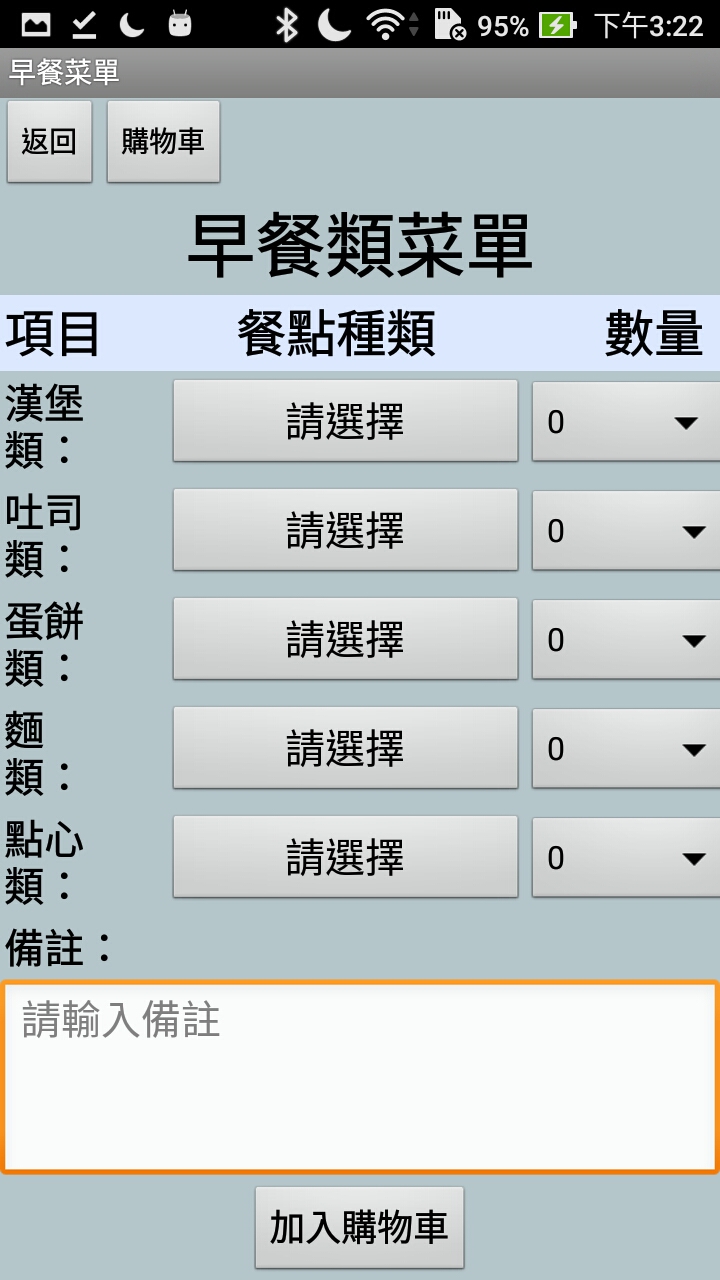 95% 下午3:22
早餐菜單
返回 購物車
早餐類菜單
項目 餐點種類 數量
漢堡
類： 請選擇 0
吐司
類： 請選擇 0
蛋餅
類： 請選擇 0
麵
類： 請選擇 0
點心
類： 請選擇 0
備註：
請輸入備註
加入購物車